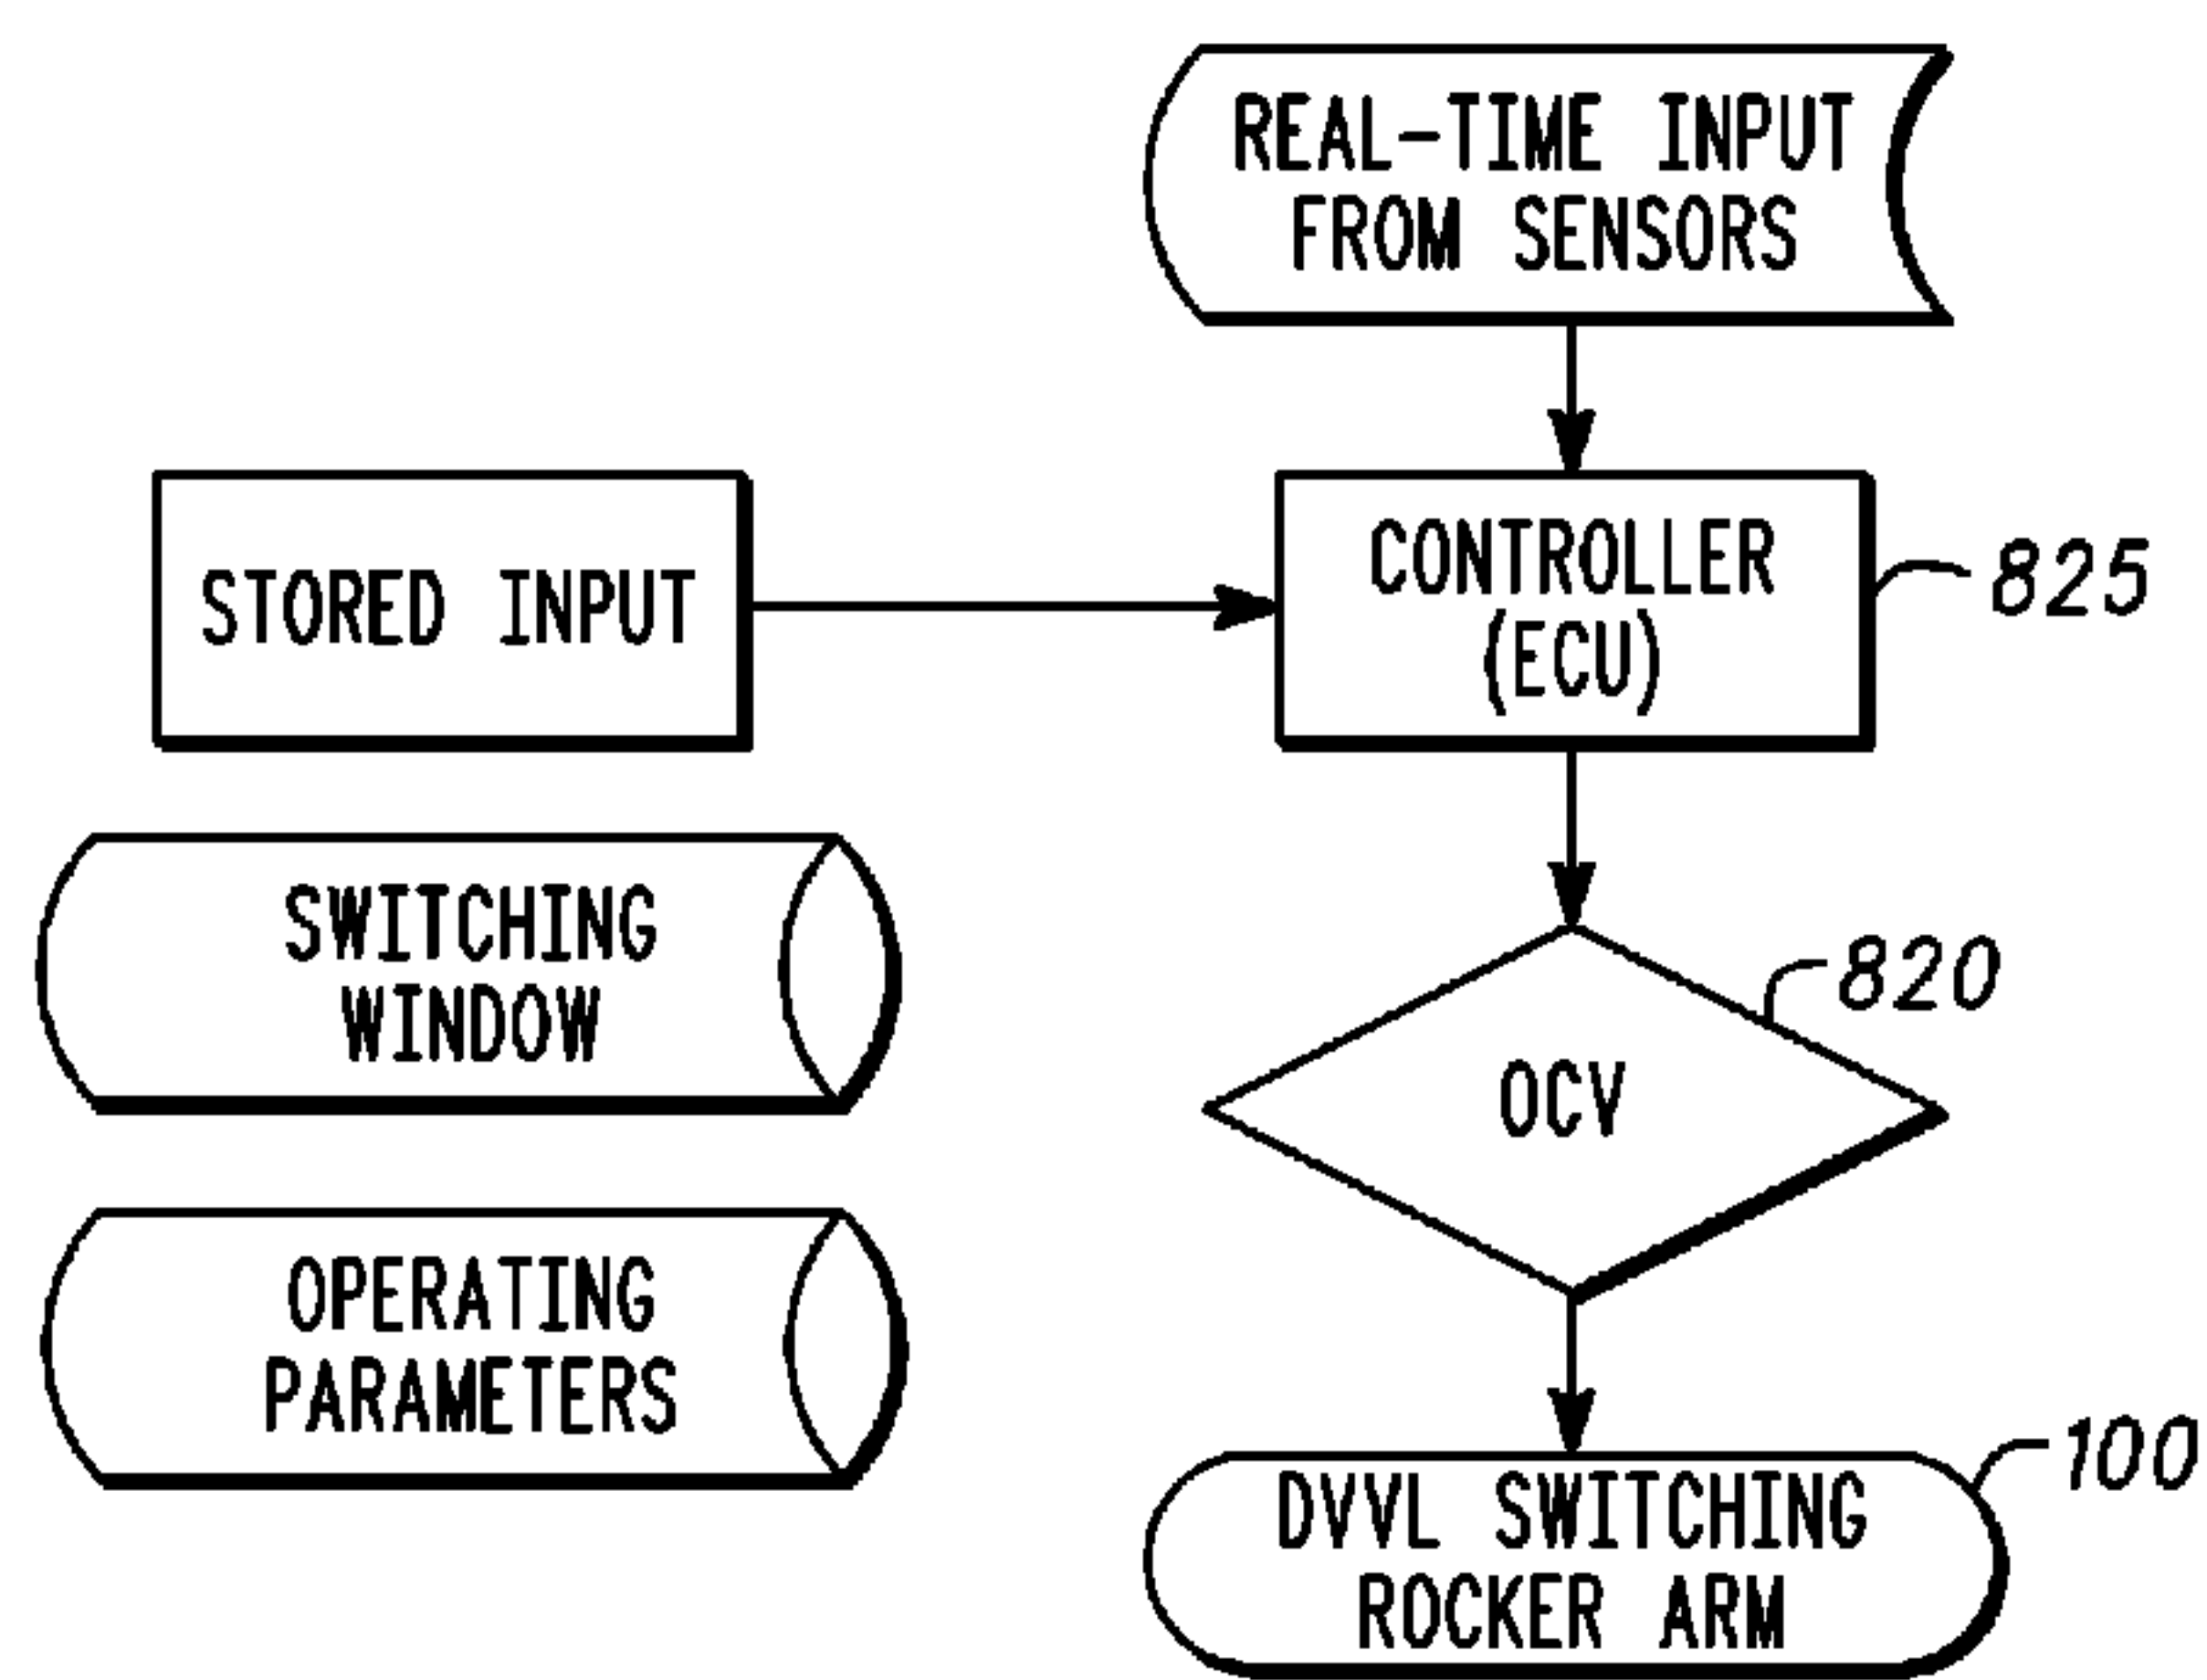 REAL-TIME INPUT
FROM SENSORS
STORED INPUT
CONTROLLER
(ECU)
825
SWITCHING
WINDOW
820
OCV
OPERATING
PARAMETERS
100
DVVL SWITCHING
ROCKER ARM